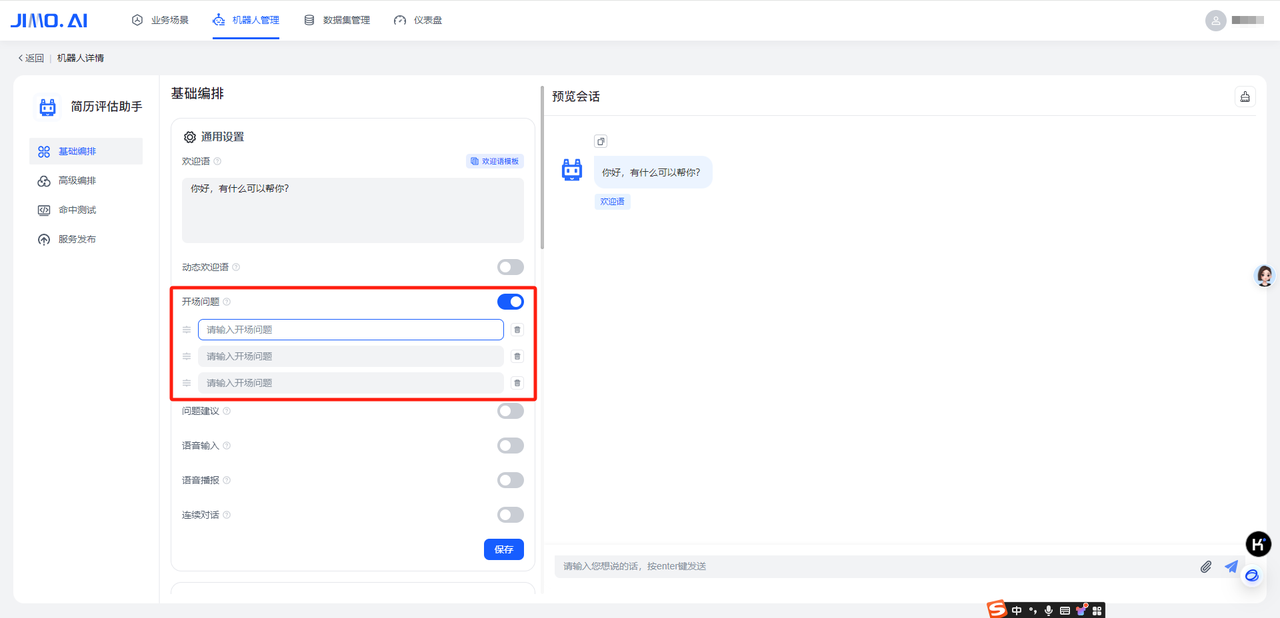 JIMO.AI
业务场景
机器人管理
数据集管理
仪表盘
返回 | 机器人详情
简历评估助手
基础编排
高级编排
命中测试
服务发布
基础编排
通用设置
欢迎语
欢迎语模板
你好，有什么可以帮你？
动态欢迎语
开场问题
请输入开场问题
请输入开场问题
请输入开场问题
问题建议
语音输入
语音播报
连续对话
保存
预览会话
你好，有什么可以帮你？
欢迎语
请输入您想说的话，按enter键发送
K
S 中